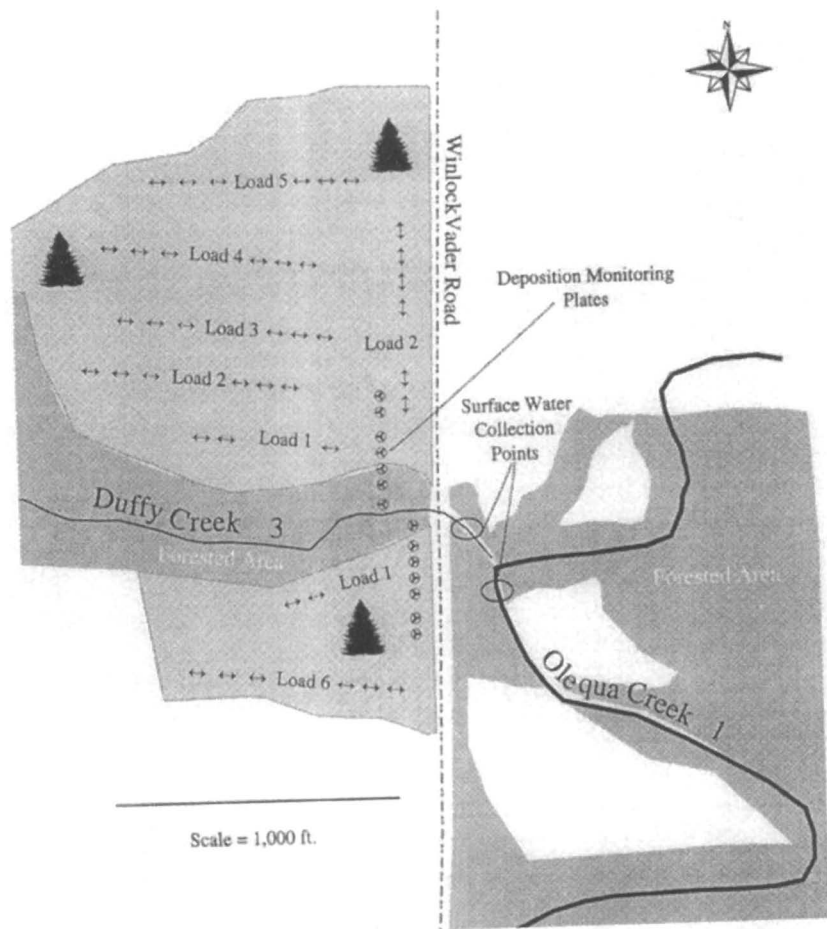 N
Winlock Vader Road
Load 5
Load 4
Deposition Monitoring
Plates
Load 3
Load 2
Load 2
Surface Water
Collection
Points
Load 1
Duffy Creek 3
Forested Area
Forested Area
Load 1
Olequa Creek 1
Load 6
Scale = 1,000 ft.